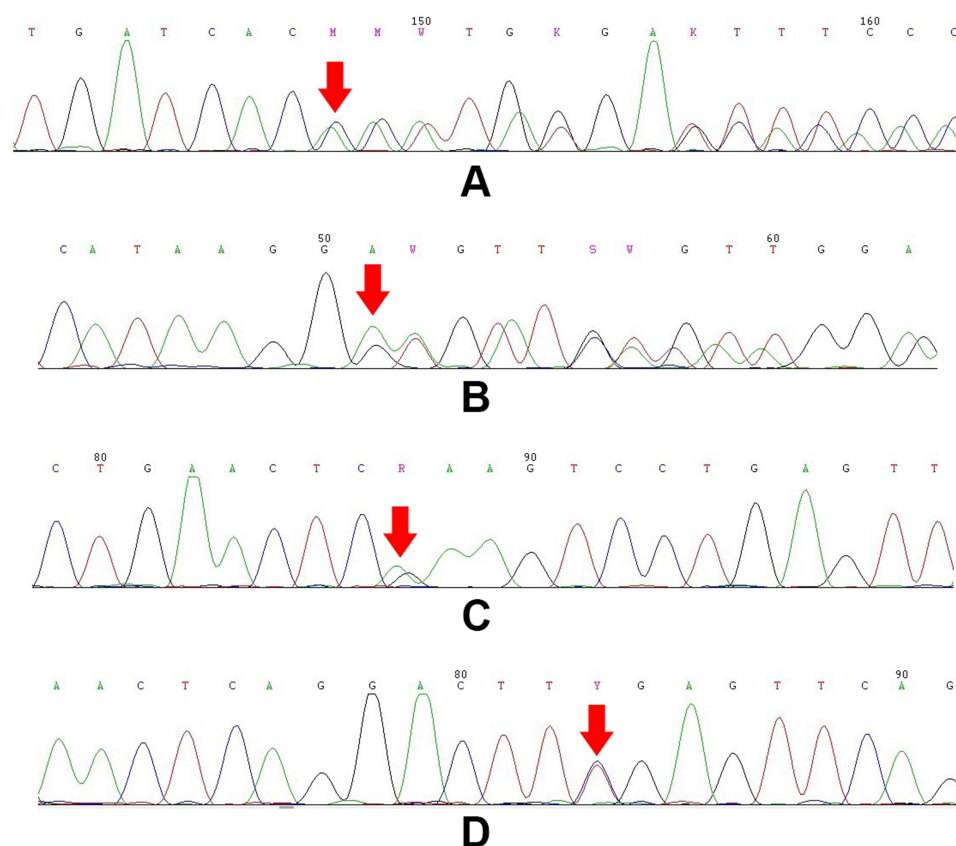 150 160
T G A T C A C M M W T G K G A K T T T C C C
A
50 60
C A T A A G G A W G T T S W G T T G G A
B
80 90
C T G A A C T C R A A G T C C T G A G T T
C
80 90
A A C T C A G G A C T T Y G A G T T C A G
D